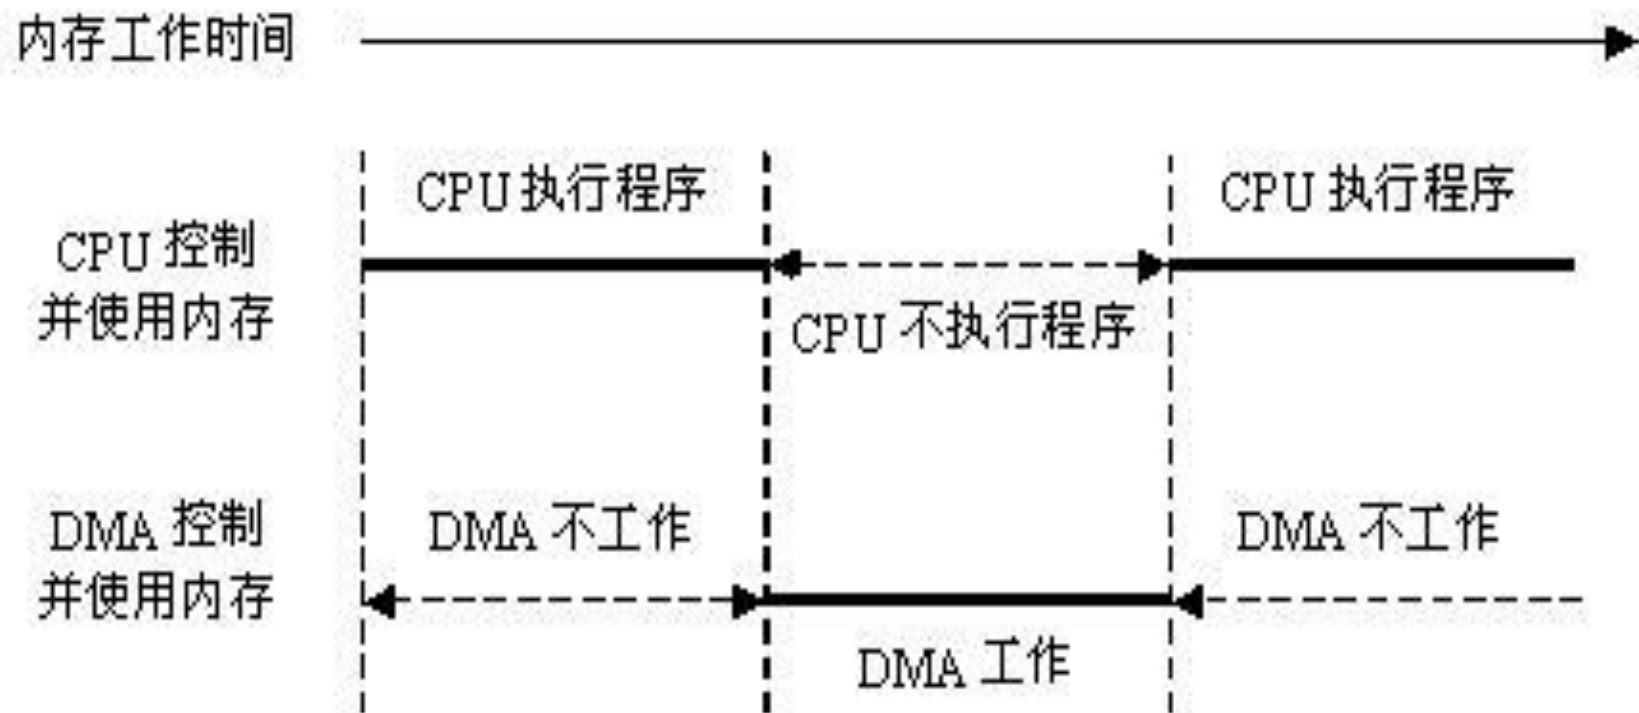 内存工作时间
CPU 执行程序
CPU 执行程序
CPU 控制
并使用内存
CPU 不执行程序
DMA 控制
并使用内存
DMA 不工作
DMA 不工作
DMA 工作